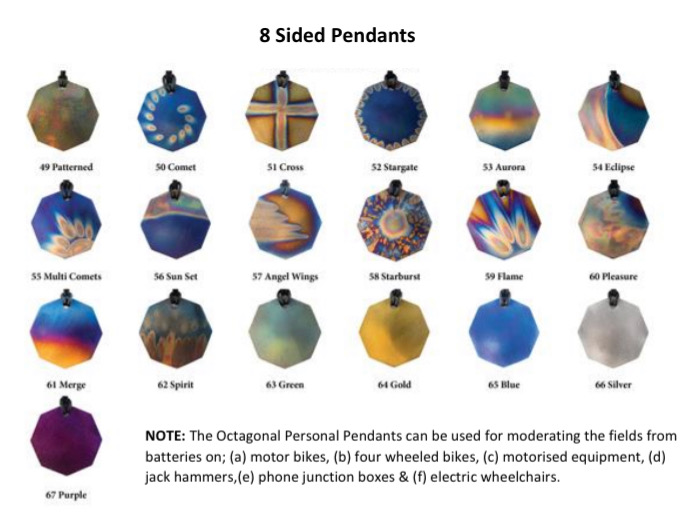 8 Sided Pendants
49 Patterned
50 Comet
51 Cross
52 Stargate
53 Aurora
54 Eclipse
55 Multi Comets
56 Sun Set
57 Angel Wings
58 Starburst
59 Flame
60 Pleasure
61 Merge
62 Spirit
63 Green
64 Gold
65 Blue
66 Silver
67 Purple
NOTE: The Octagonal Personal Pendants can be used for moderating the fields from
batteries on; (a) motor bikes, (b) four wheeled bikes, (c) motorised equipment, (d)
jack hammers,(e) phone junction boxes & (f) electric wheelchairs.